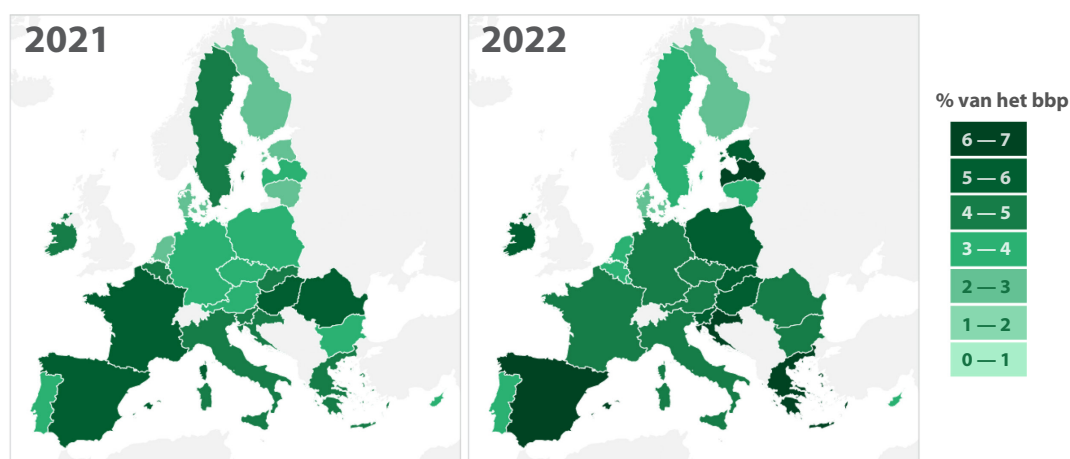 2021
2022
% van het bbp
6 — 7
5 — 6
4 — 5
3 — 4
2 — 3
1 — 2
0 — 1